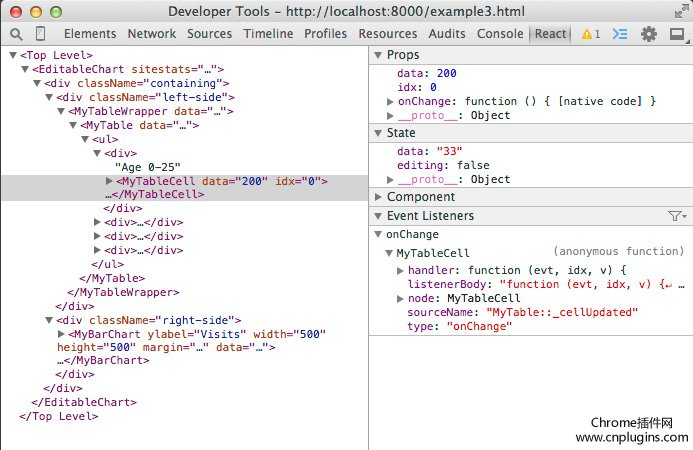 Developer Tools – http://localhost:8000/example3.html
Elements Network Sources Timeline Profiles Resources Audits Console React 1
<Top Level>
<EditableChart sitestats="…">
<div className="containing">
<div className="left-side">
<MyTableWrapper data="…">
<MyTable data="…">
<ul>
<div>
"Age 0-25"
<MyTableCell data="200" idx="0">
…</MyTableCell>
</div>
<div>…</div>
<div>…</div>
<div>…</div>
</ul>
</MyTable>
</MyTableWrapper>
</div>
<div className="right-side">
<MyBarChart ylabel="Visits" width="500"
height="500" margin="…" data="…">
…</MyBarChart>
</div>
</div>
</EditableChart>
</Top Level>
Props
data: 200
idx: 0
onChange: function () { [native code] }
__proto__: Object
State
data: "33"
editing: false
__proto__: Object
Component
Event Listeners
onChange
MyTableCell (anonymous function)
handler: function (evt, idx, v) {
listenerBody: "function (evt, idx, v) {↵ …
node: MyTableCell
sourceName: "MyTable::_cellUpdated"
type: "onChange"
Chrome插件网
www.cnplugins.com